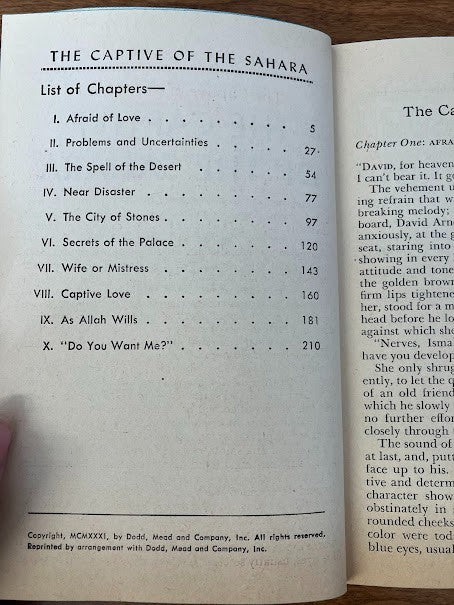 THE CAPTIVE OF THE SAHARA
List of Chapters—
I. Afraid of Love . . . . . . . . . 5
II. Problems and Uncertainties . . . . . . 27
III. The Spell of the Desert . . . . . . . 54
IV. Near Disaster . . . . . . . . 77
V. The City of Stones . . . . . . . . 97
VI. Secrets of the Palace . . . . . . . 120
VII. Wife or Mistress . . . . . . . . 143
VIII. Captive Love . . . . . . . . 160
IX. As Allah Wills . . . . . . . . 181
X. "Do You Want Me?" . . . . . . . 210
Copyright, MCMXXXI, by Dodd, Mead and Company, Inc. All rights reserved.
Reprinted by arrangement with Dodd, Mead and Company, Inc.
The Ca
Chapter One: AFRA
"DAVID, for heaven
I can't bear it. It go
The vehement u
ing refrain that w
breaking melody;
board, David Arn
anxiously, at the g
seat, staring into
showing in every
attitude and tone
the golden brown
firm lips tightene
her, stood for a m
head before he lo
against which she
"Nerves, Isma
have you develop
She only shrug
ently, to let the q
of an old friend
which he slowly
no further effor
closely through
The sound of
at last, and, putt
face up to his.
tive and determ
character show
obstinately in
rounded cheeks
color were tod
blue eyes, usual